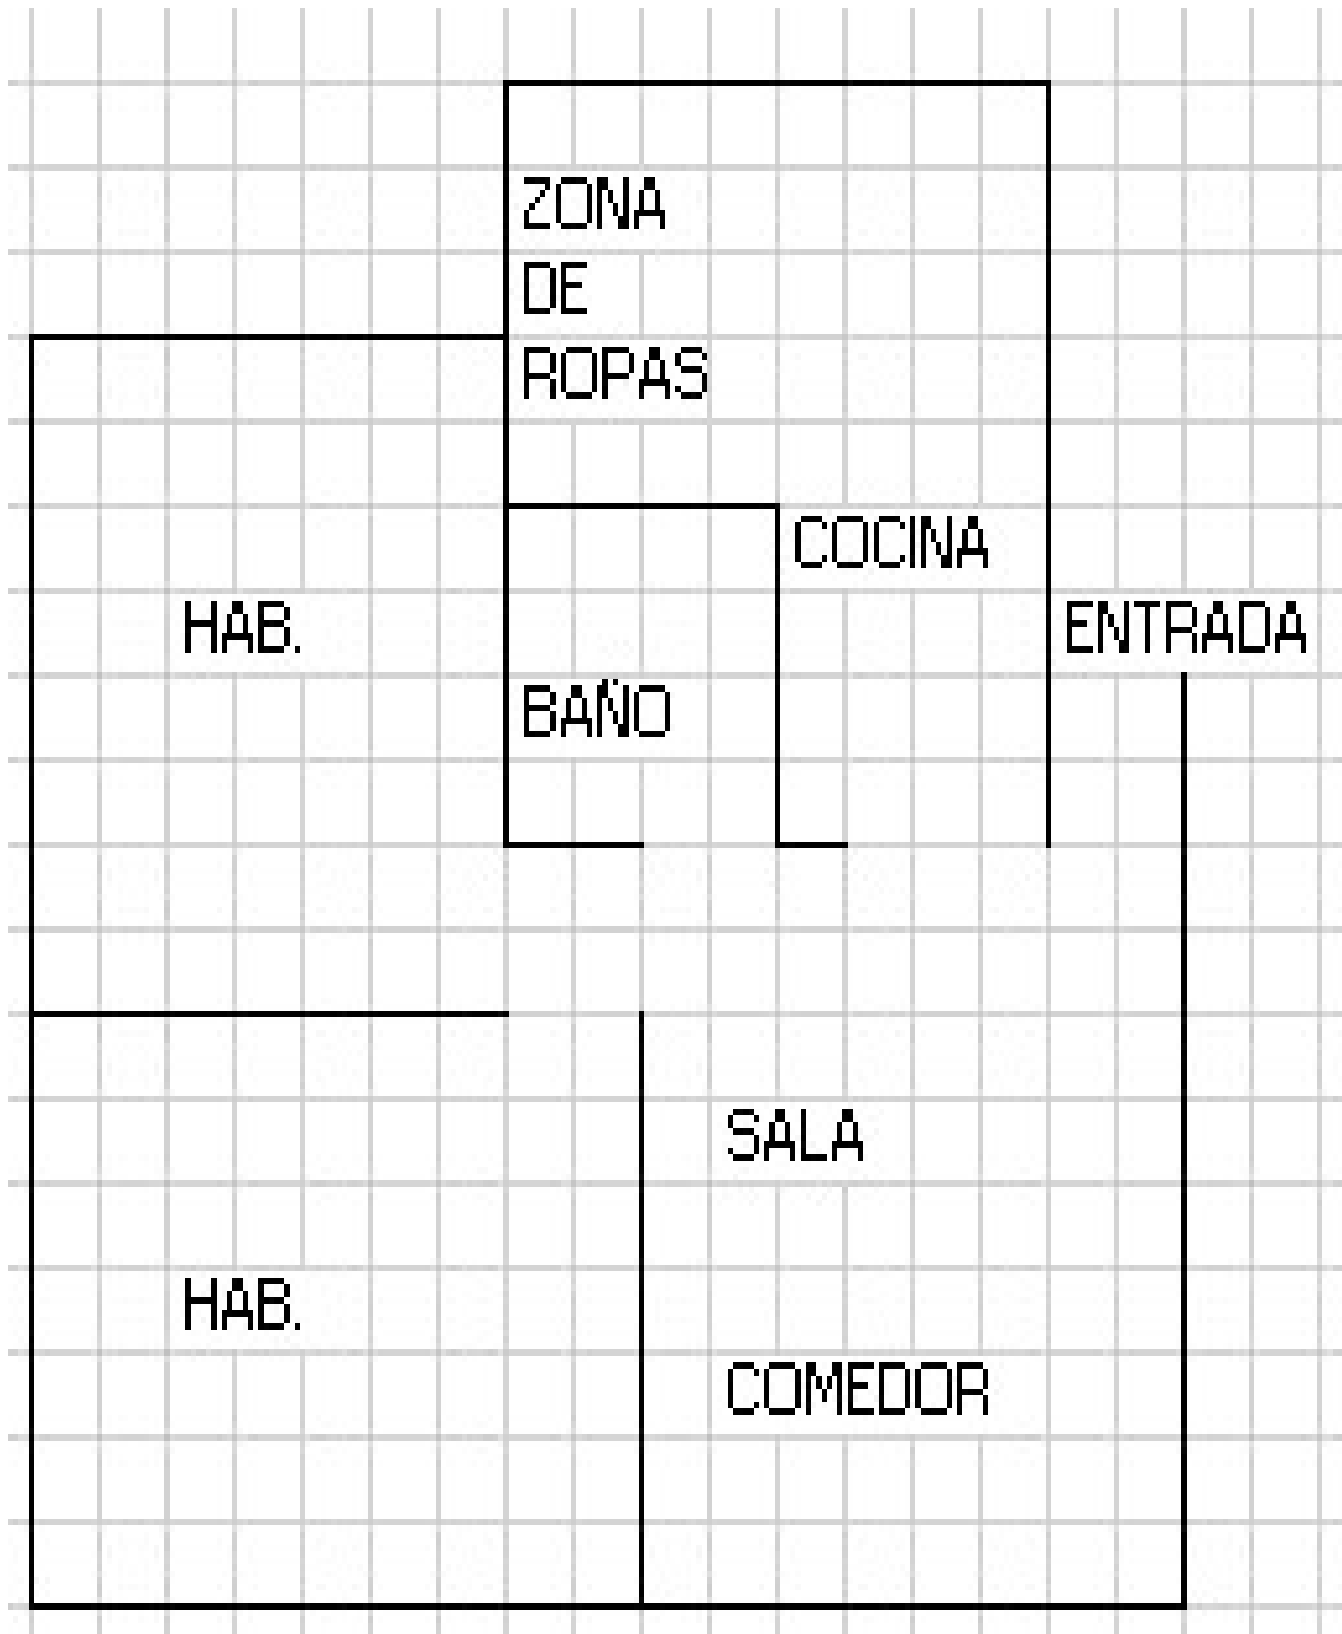 ZONA
DE
ROPAS
COCINA
HAB.
ENTRADA
BAÑO
SALA
HAB.
COMEDOR